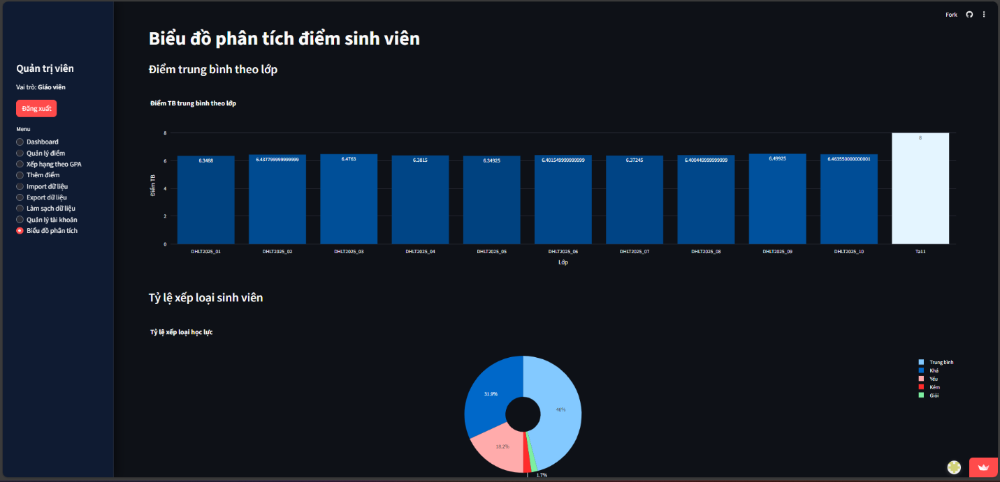 Fork
Quản trị viên
Vai trò: Giáo viên
Đăng xuất
Menu
Dashboard
Quản lý điểm
Xếp hạng theo GPA
Thêm điểm
Import dữ liệu
Export dữ liệu
Làm sạch dữ liệu
Quản lý tài khoản
Biểu đồ phân tích
Biểu đồ phân tích điểm sinh viên
Điểm trung bình theo lớp
Điểm TB trung bình theo lớp
Điểm TB
8
6
4
2
0
6.3488
6.437799999999999
6.4763
6.3815
6.34925
6.401549999999999
6.37245
6.400449999999999
6.49925
6.463550000000001
8
DHLT2025_01
DHLT2025_02
DHLT2025_03
DHLT2025_04
DHLT2025_05
DHLT2025_06
DHLT2025_07
DHLT2025_08
DHLT2025_09
DHLT2025_10
Ta11
Lớp
Tỷ lệ xếp loại sinh viên
Tỷ lệ xếp loại học lực
31.9%
46%
18.2%
1.7%
Trung bình
Khá
Yếu
Kém
Giỏi